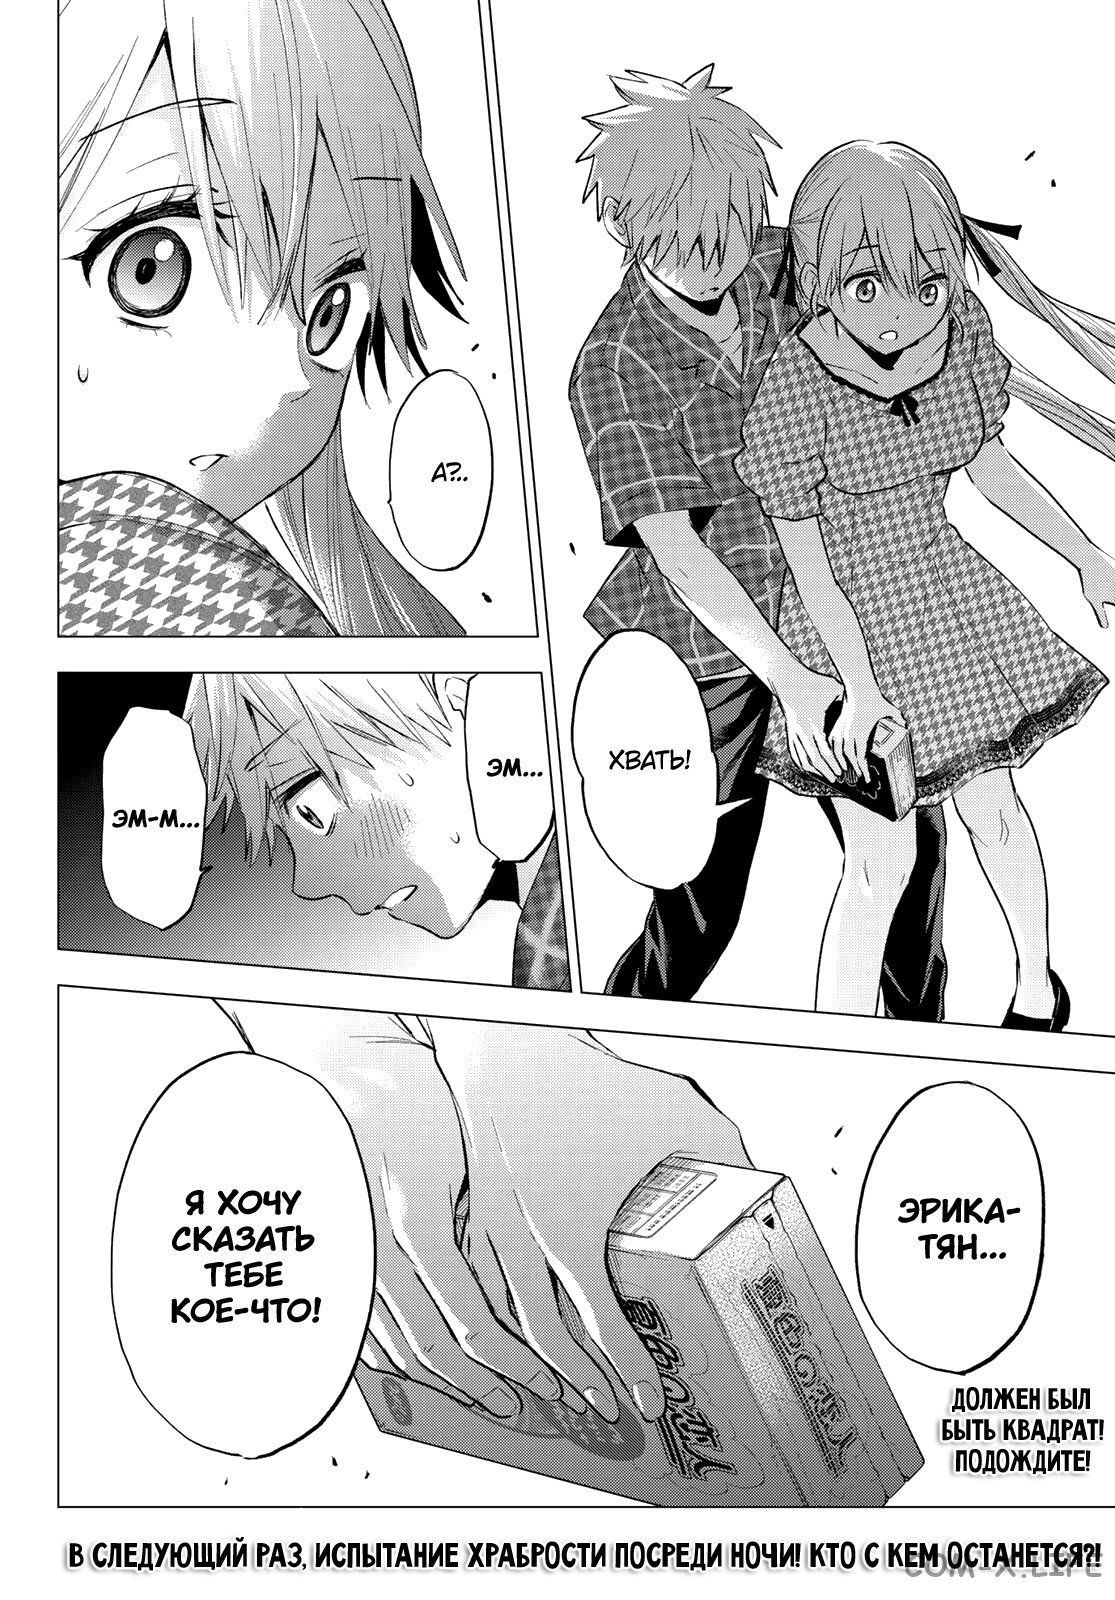 ХВАТЬ!
А?..
ЭМ...
ЭМ-М...
ЭРИКА-
ТЯН...
Я ХОЧУ
СКАЗАТЬ
ТЕБЕ
КОЕ-ЧТО!
ДОЛЖЕН БЫЛ
БЫТЬ КВАДРАТ!
ПОДОЖДИТЕ!
В СЛЕДУЮЩИЙ РАЗ, ИСПЫТАНИЕ ХРАБРОСТИ ПОСРЕДИ НОЧИ! КТО С КЕМ ОСТАНЕТСЯ?!
COM-X.LIFE